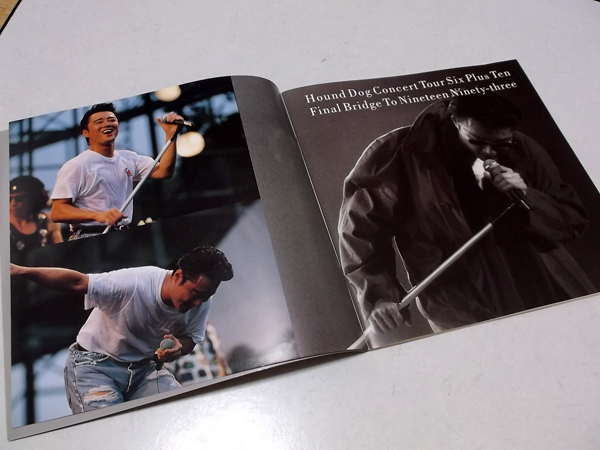 Hound Dog Concert Tour Six Plus Ten
Final Bridge To Nineteen Ninety-three